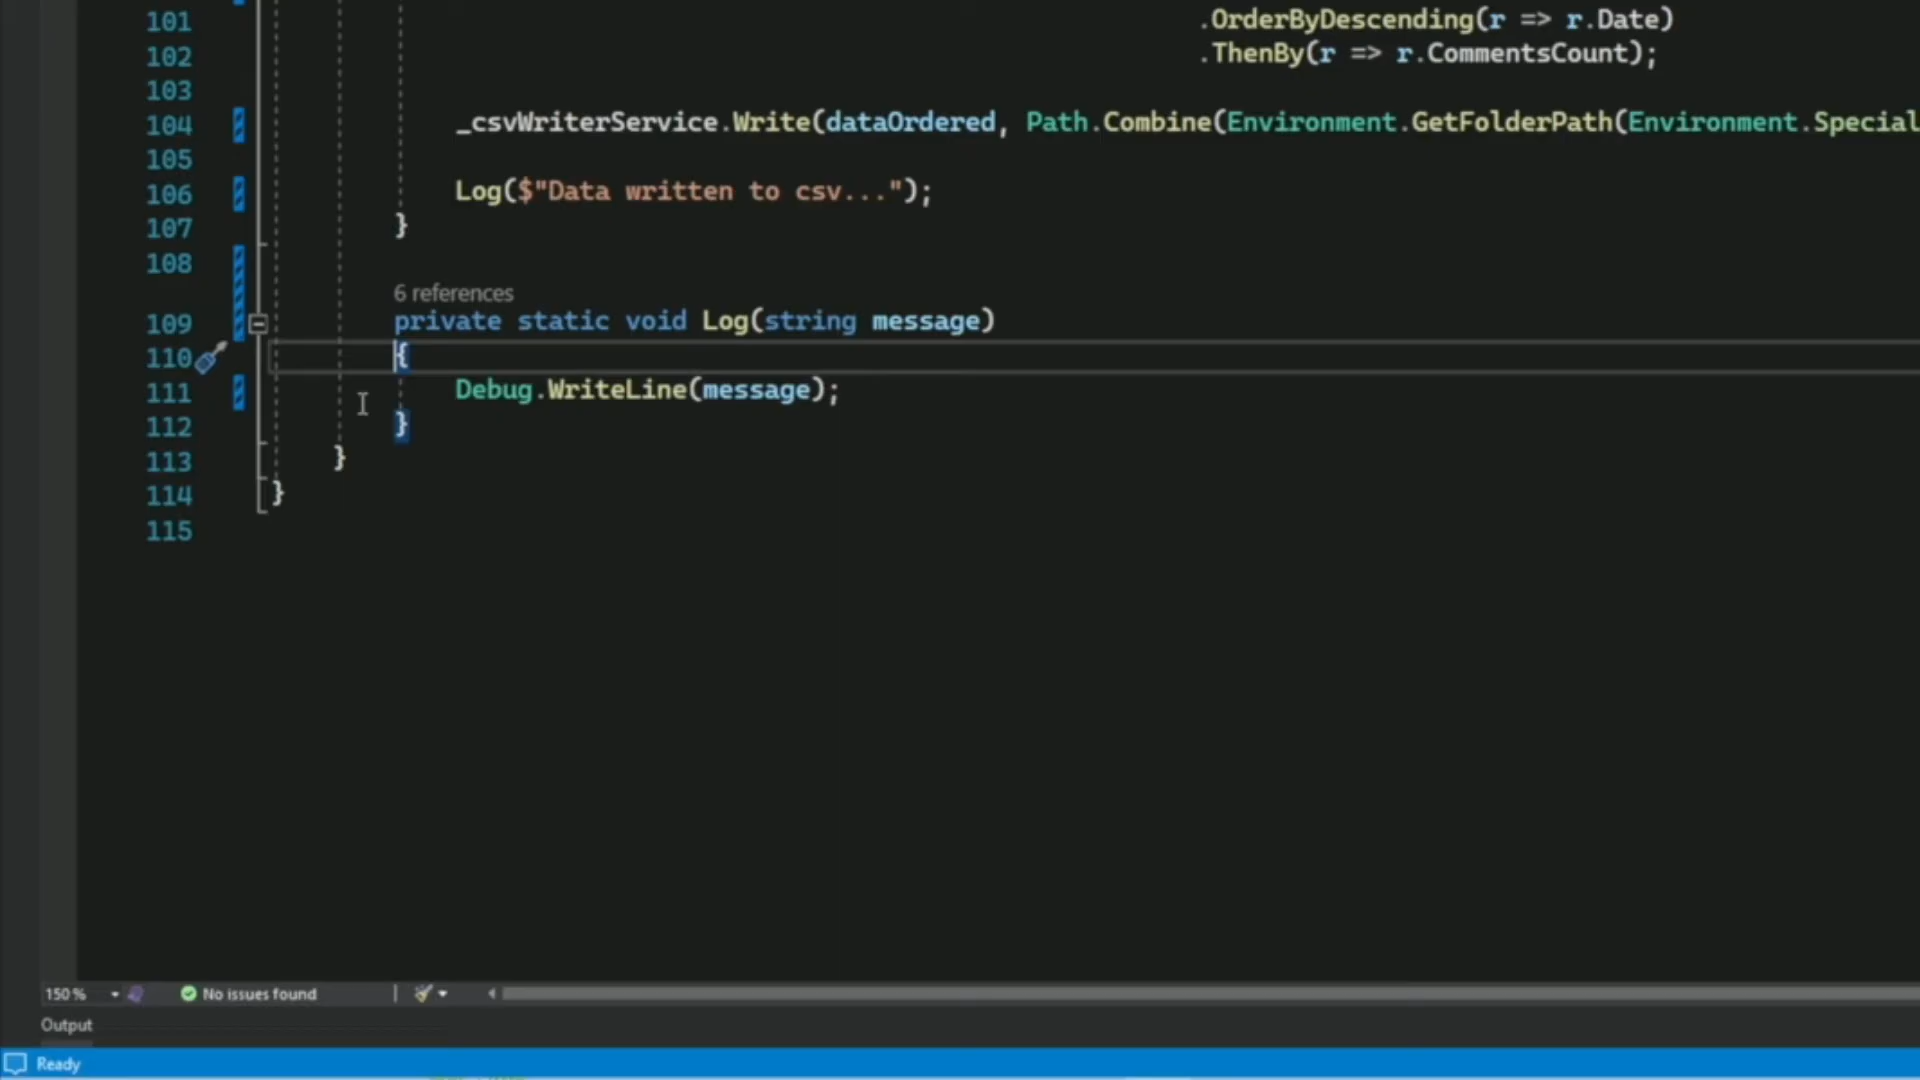 101 .OrderByDescending(r => r.Date)
102 .ThenBy(r => r.CommentsCount);
103
104 _csvWriterService.Write(dataOrdered, Path.Combine(Environment.GetFolderPath(Environment.Special
105
106 Log($"Data written to csv...");
107 }
108
6 references
109 private static void Log(string message)
110 {
111 Debug.WriteLine(message);
112 }
113 }
114 }
115
150 % No issues found
Output
Ready